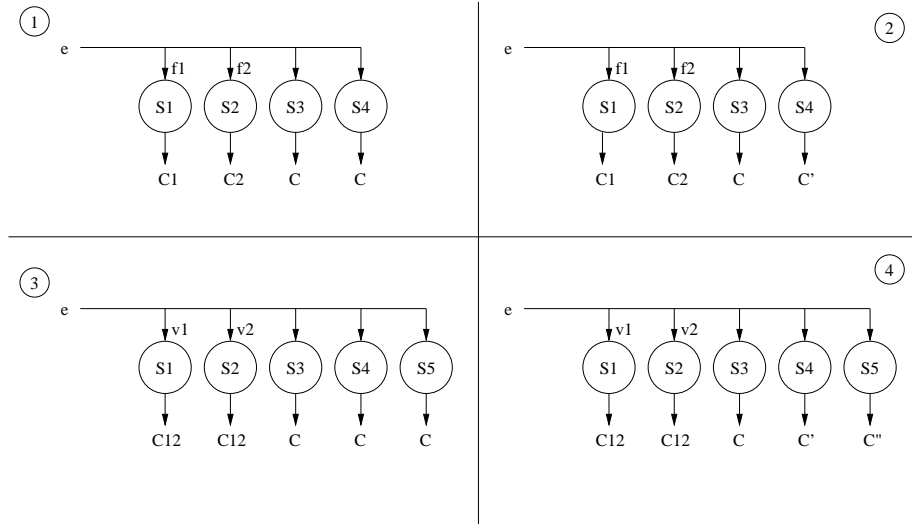 1
e
f1 f2
S1 S2 S3 S4
C1 C2 C C
2
e
f1 f2
S1 S2 S3 S4
C1 C2 C C'
3
e
v1 v2
S1 S2 S3 S4 S5
C12 C12 C C C
4
e
v1 v2
S1 S2 S3 S4 S5
C12 C12 C C' C"